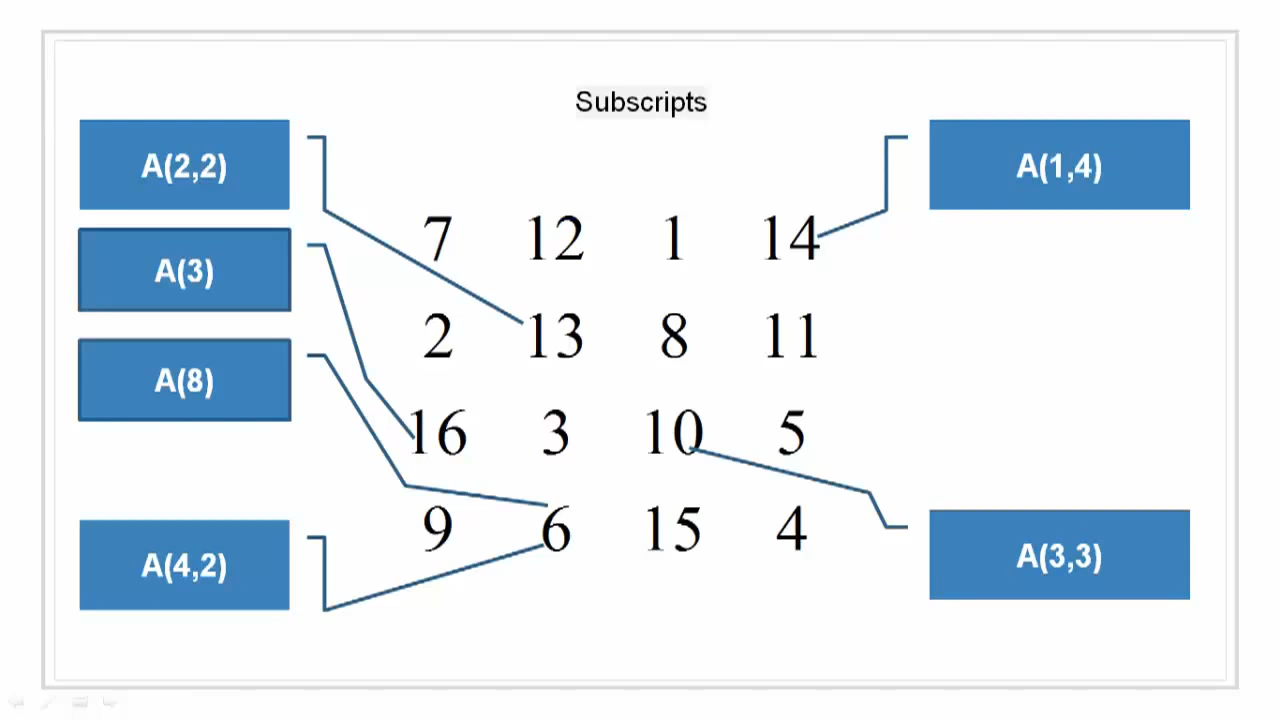 Subscripts
A(2,2)
A(1,4)
A(3)
A(8)
7 12 1 14
2 13 8 11
16 3 10 5
9 6 15 4
A(4,2)
A(3,3)